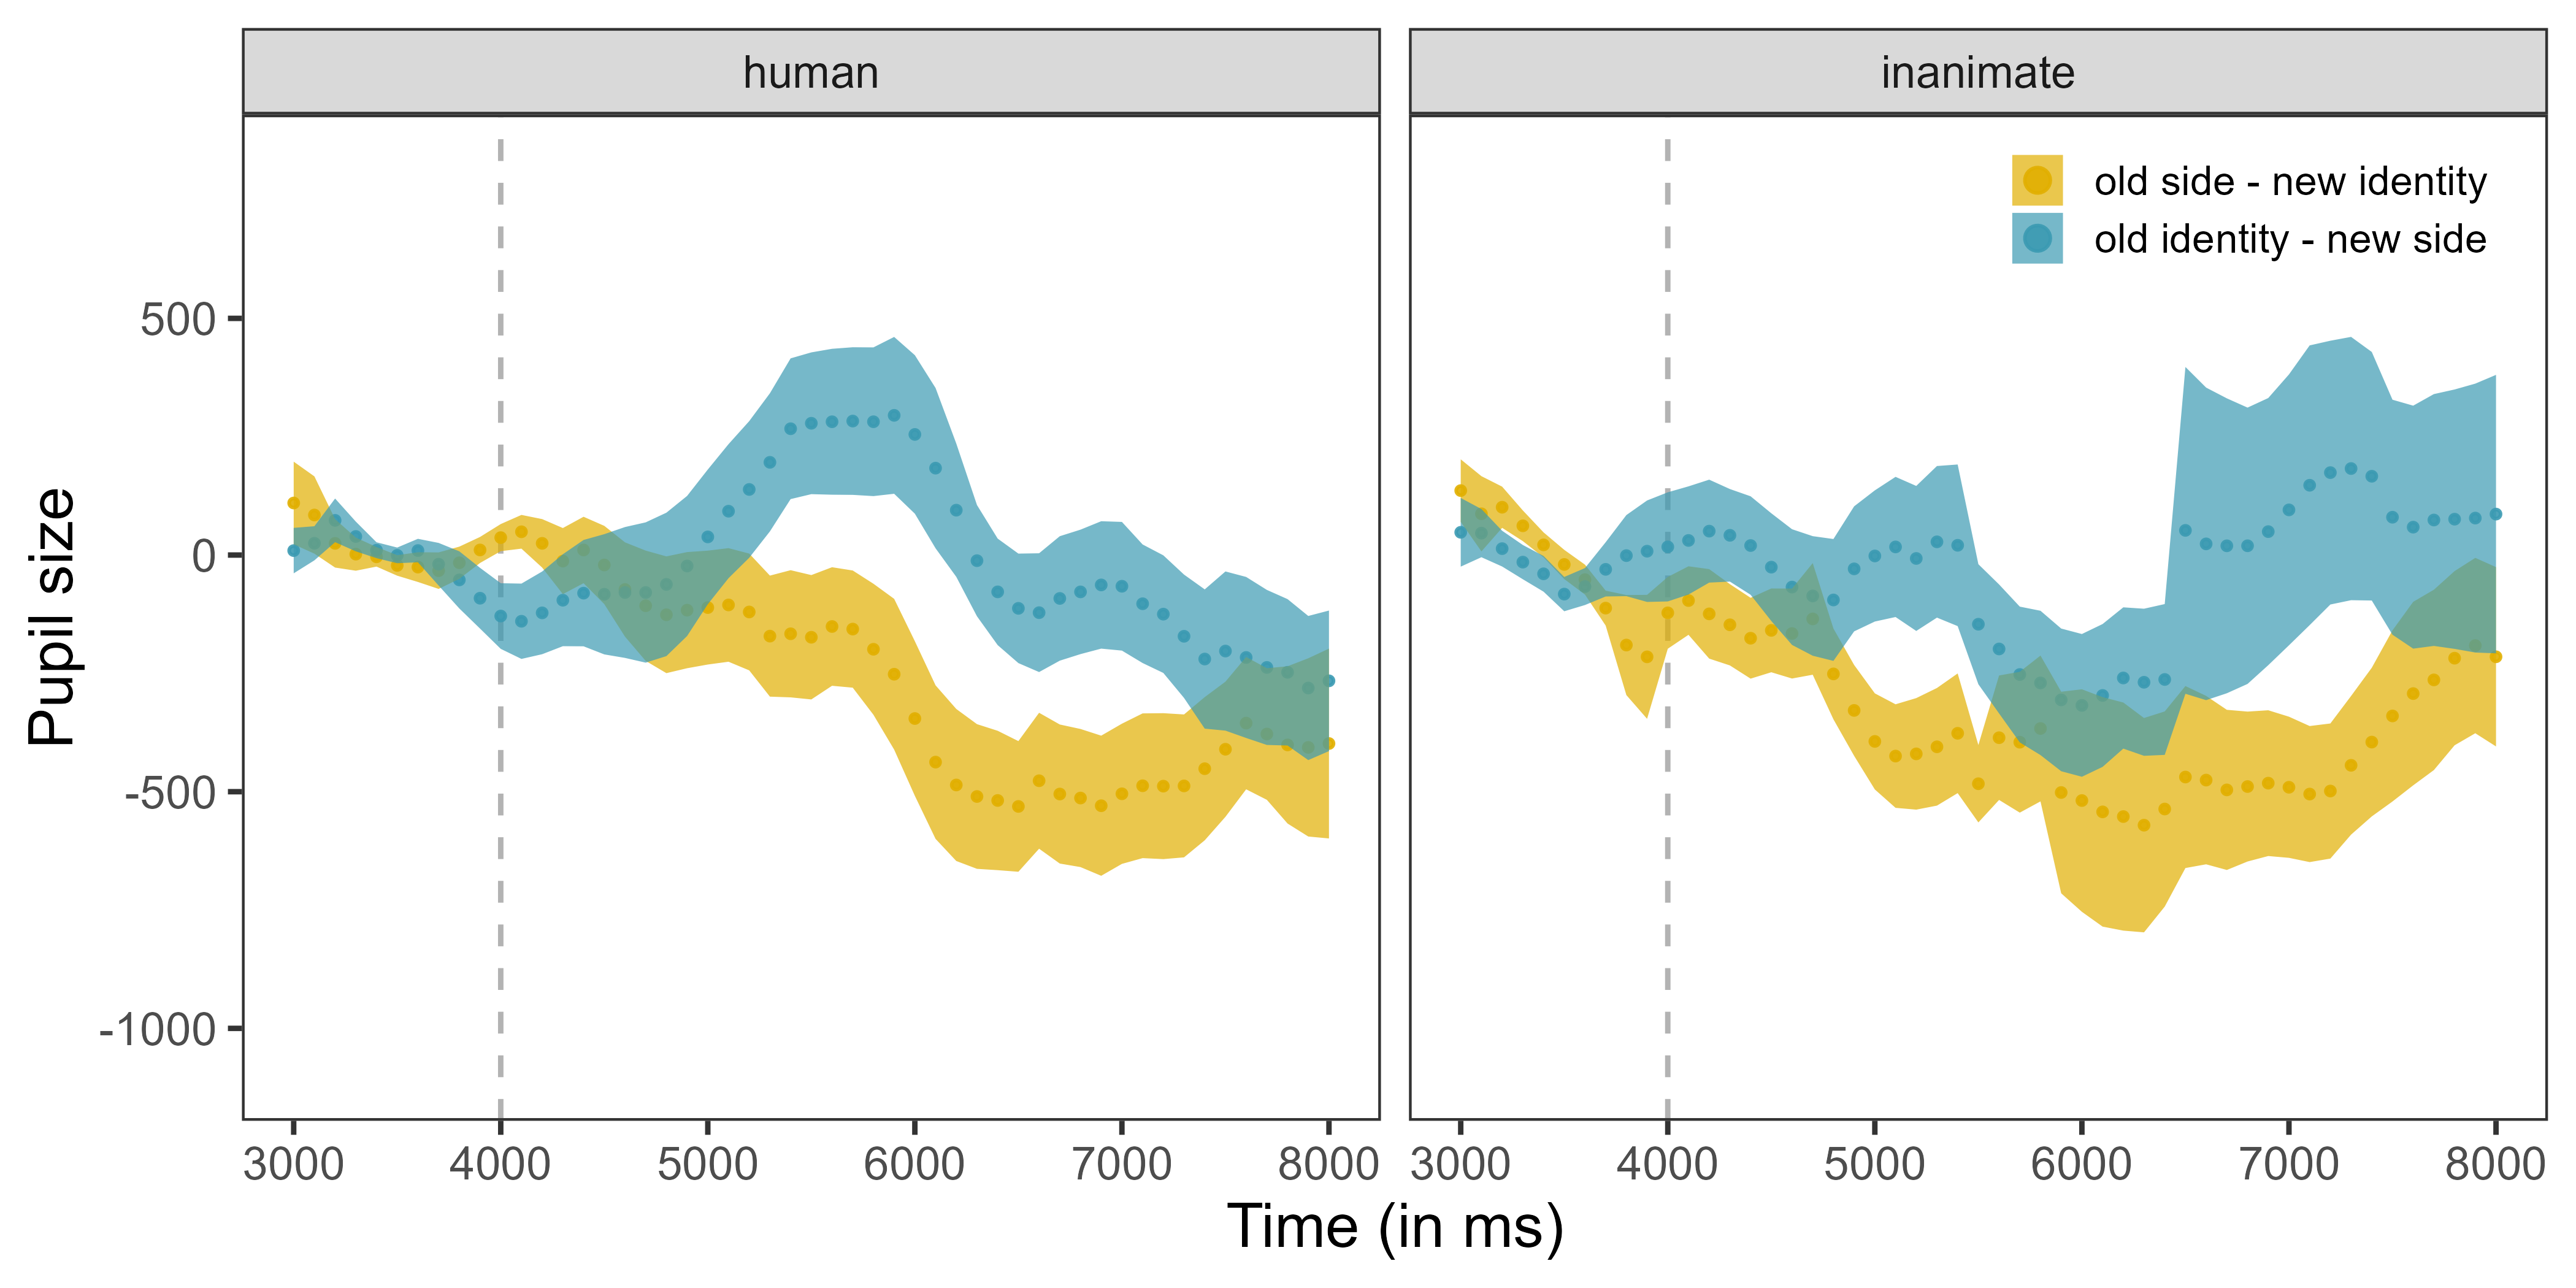 human
inanimate
old side - new identity
old identity - new side
Pupil size
500
0
-500
-1000
3000 4000 5000 6000 7000 8000
3000 4000 5000 6000 7000 8000
Time (in ms)